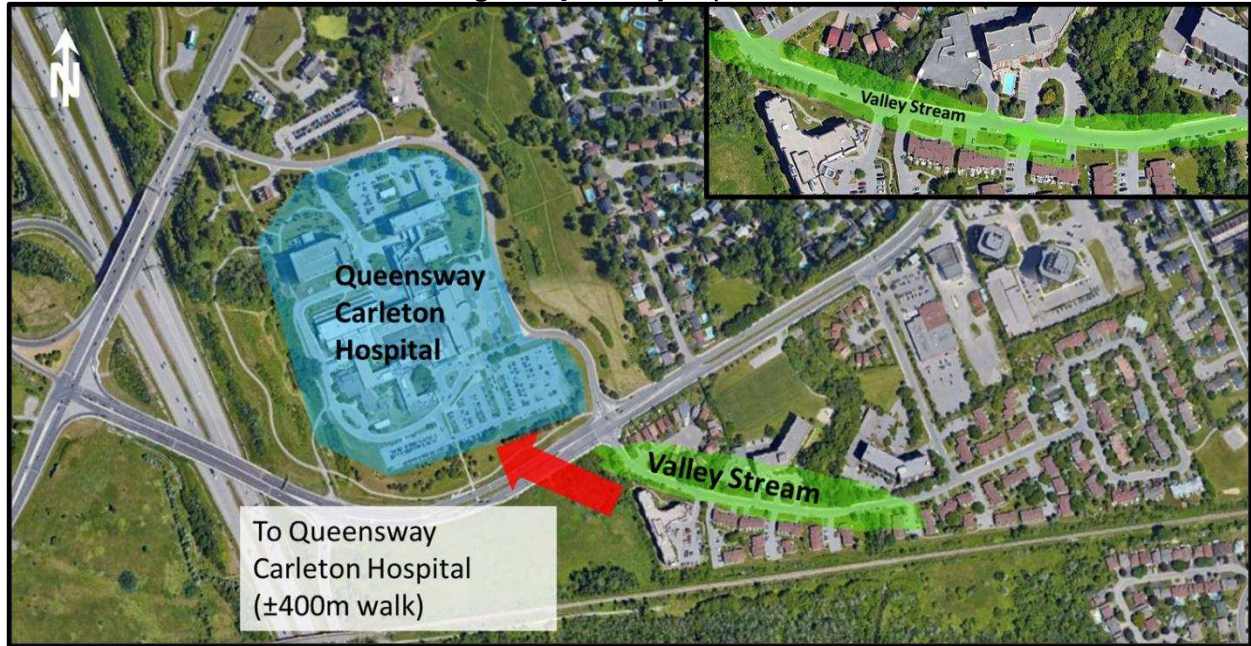 N
Valley Stream
Queensway
Carleton
Hospital
Valley Stream
To Queensway
Carleton Hospital
(±400m walk)